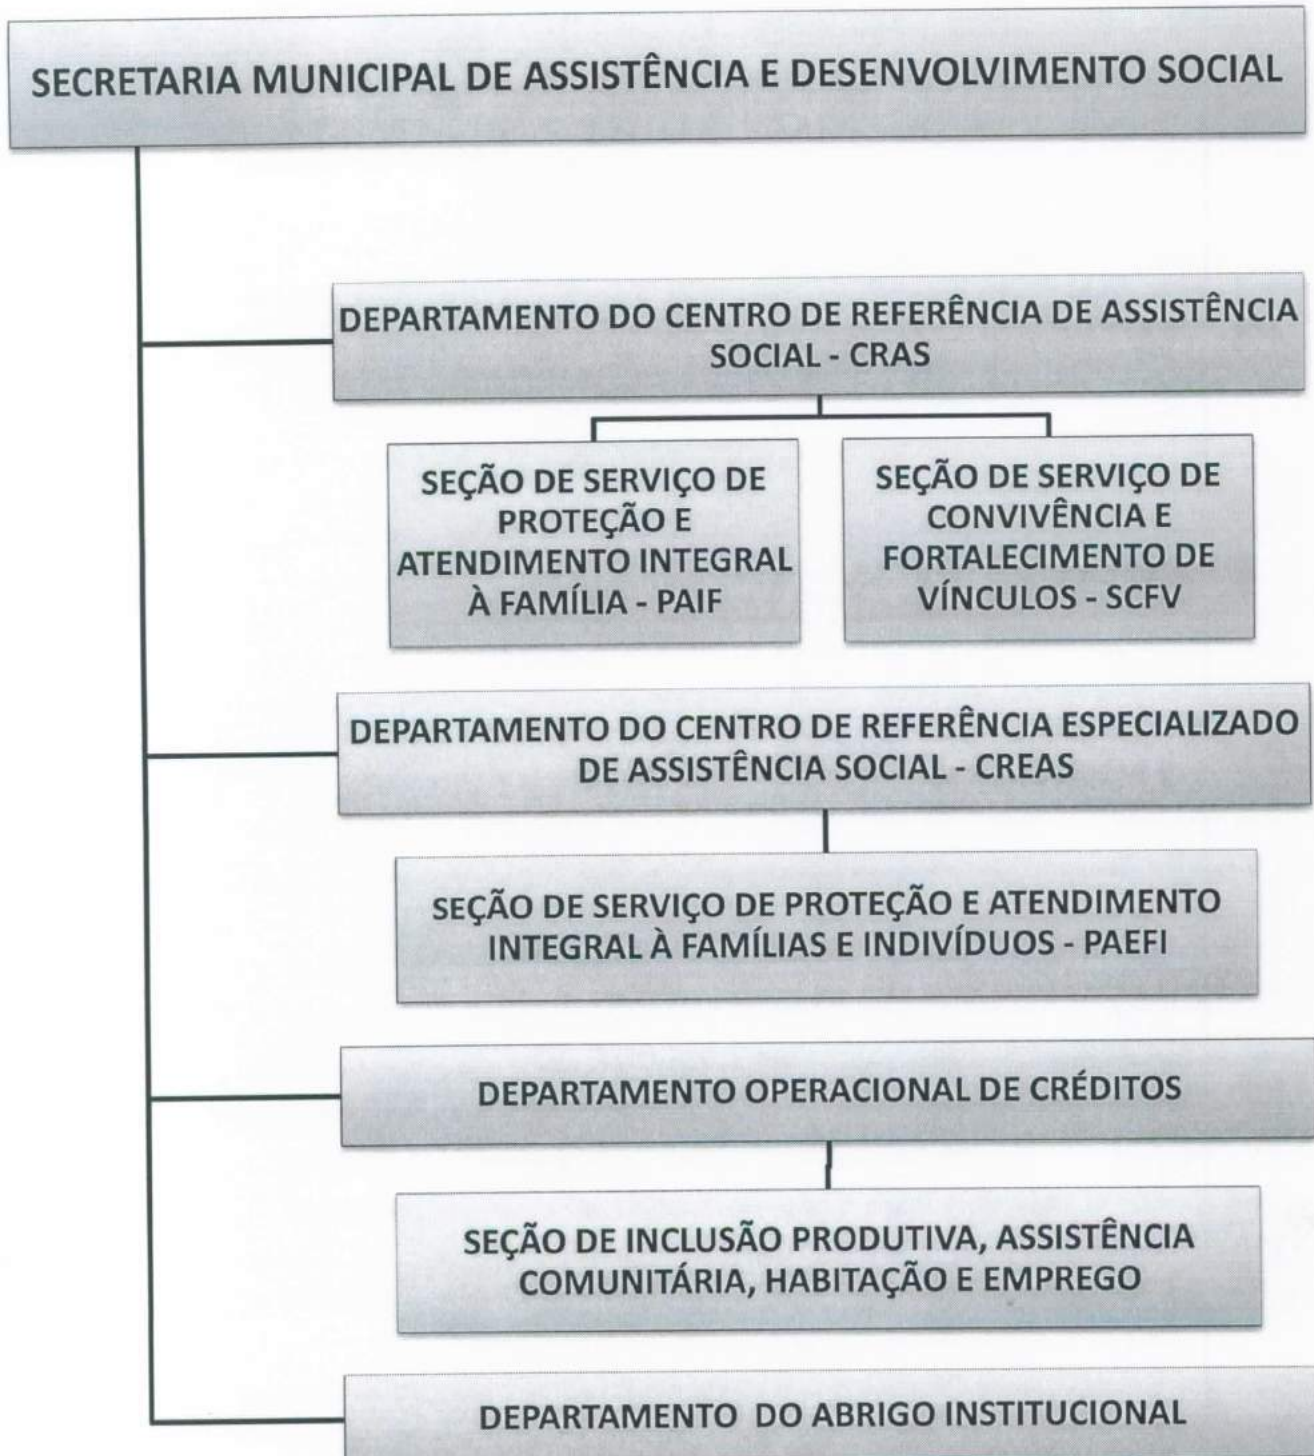 SECRETARIA MUNICIPAL DE ASSISTÊNCIA E DESENVOLVIMENTO SOCIAL
DEPARTAMENTO DO CENTRO DE REFERÊNCIA DE ASSISTÊNCIA
SOCIAL - CRAS
SEÇÃO DE SERVIÇO DE
PROTEÇÃO E
ATENDIMENTO INTEGRAL
À FAMÍLIA - PAIF
SEÇÃO DE SERVIÇO DE
CONVIVÊNCIA E
FORTALECIMENTO DE
VÍNCULOS - SCFV
DEPARTAMENTO DO CENTRO DE REFERÊNCIA ESPECIALIZADO
DE ASSISTÊNCIA SOCIAL - CREAS
SEÇÃO DE SERVIÇO DE PROTEÇÃO E ATENDIMENTO
INTEGRAL À FAMÍLIAS E INDIVÍDUOS - PAEFI
DEPARTAMENTO OPERACIONAL DE CRÉDITOS
SEÇÃO DE INCLUSÃO PRODUTIVA, ASSISTÊNCIA
COMUNITÁRIA, HABITAÇÃO E EMPREGO
DEPARTAMENTO DO ABRIGO INSTITUCIONAL